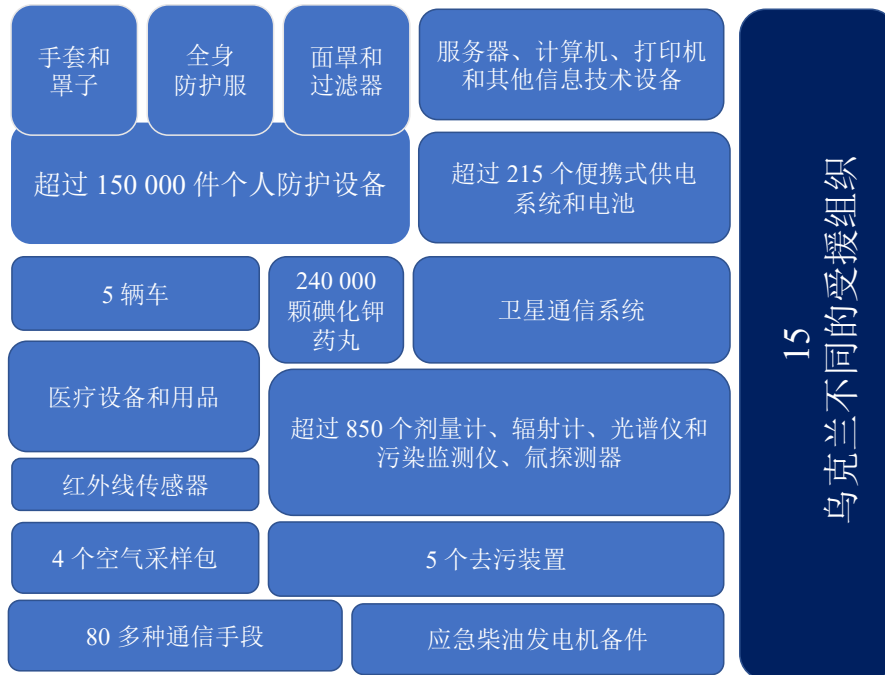 手套和
罩子
全身
防护服
面罩和
过滤器
服务器、计算机、打印机
和其他信息技术设备
超过 150 000 件个人防护设备
超过 215 个便携式供电
系统和电池
5 辆车
240 000
颗碘化钾
药丸
卫星通信系统
医疗设备和用品
超过 850 个剂量计、辐射计、光谱仪和
污染监测仪、氚探测器
红外线传感器
4 个空气采样包
5 个去污装置
80 多种通信手段
应急柴油发电机备件
15
乌克兰不同的受援组织